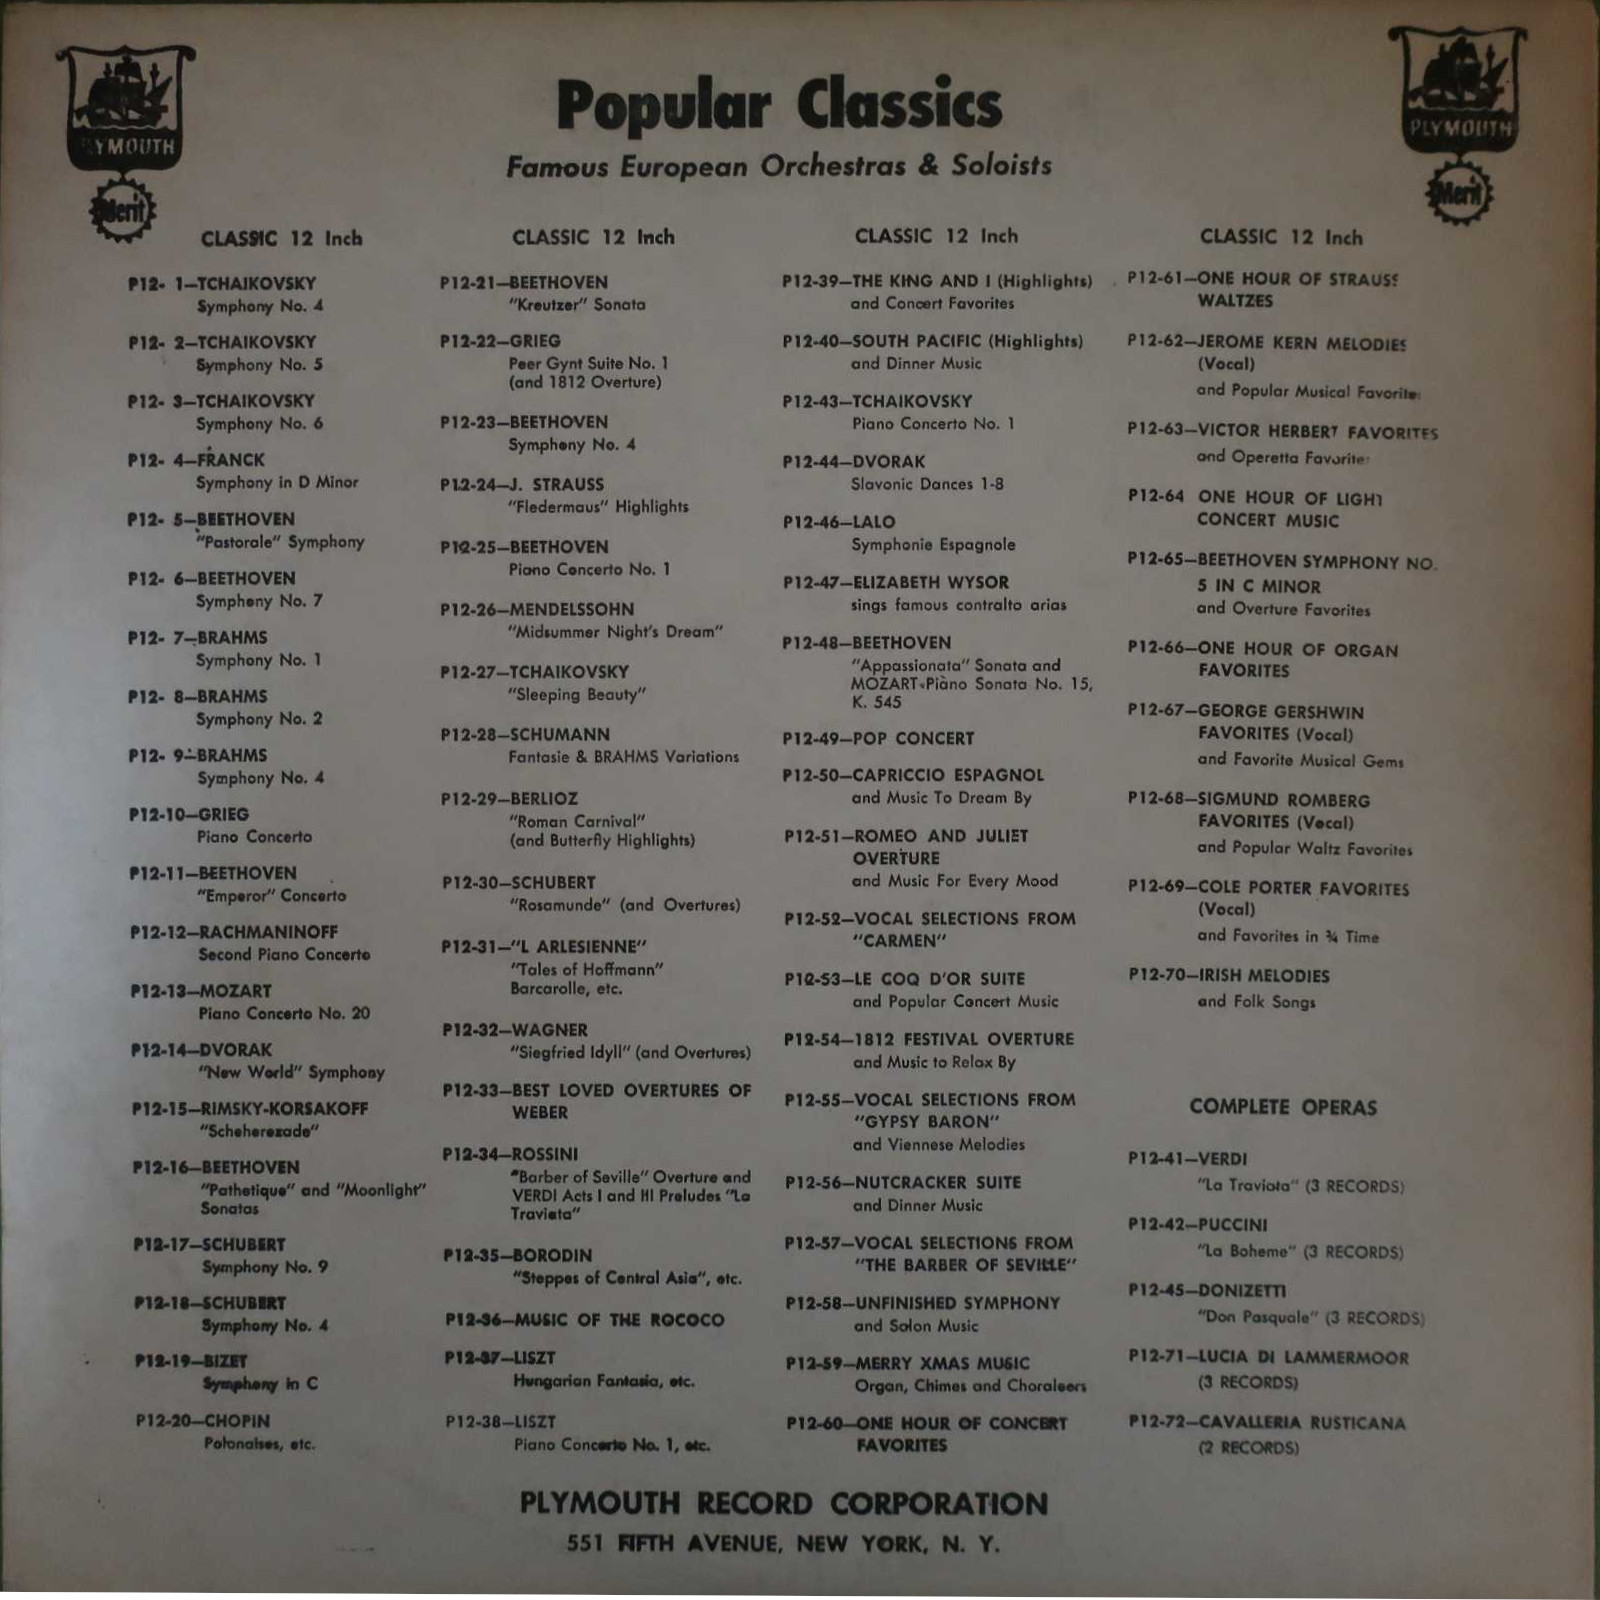 PLYMOUTH
Merit
PLYMOUTH
Merit
Popular Classics
Famous European Orchestras & Soloists
CLASSIC 12 Inch
P12- 1—TCHAIKOVSKY
Symphony No. 4
P12- 2—TCHAIKOVSKY
Symphony No. 5
P12- 3—TCHAIKOVSKY
Symphony No. 6
P12- 4—FRANCK
Symphony in D Minor
P12- 5—BEETHOVEN
"Pastorale" Symphony
P12- 6—BEETHOVEN
Symphony No. 7
P12- 7—BRAHMS
Symphony No. 1
P12- 8—BRAHMS
Symphony No. 2
P12- 9—BRAHMS
Symphony No. 4
P12-10—GRIEG
Piano Concerto
P12-11—BEETHOVEN
"Emperor" Concerto
P12-12—RACHMANINOFF
Second Piano Concerto
P12-13—MOZART
Piano Concerto No. 20
P12-14—DVORAK
"New World" Symphony
P12-15—RIMSKY-KORSAKOFF
"Scheherezade"
P12-16—BEETHOVEN
"Pathetique" and "Moonlight"
Sonatas
P12-17—SCHUBERT
Symphony No. 9
P12-18—SCHUBERT
Symphony No. 4
P12-19—BIZET
Symphony in C
P12-20—CHOPIN
Polonaises, etc.
CLASSIC 12 Inch
P12-21—BEETHOVEN
"Kreutzer" Sonata
P12-22—GRIEG
Peer Gynt Suite No. 1
(and 1812 Overture)
P12-23—BEETHOVEN
Symphony No. 4
P12-24—J. STRAUSS
"Fledermaus" Highlights
P12-25—BEETHOVEN
Piano Concerto No. 1
P12-26—MENDELSSOHN
"Midsummer Night's Dream"
P12-27—TCHAIKOVSKY
"Sleeping Beauty"
P12-28—SCHUMANN
Fantasie & BRAHMS Variations
P12-29—BERLIOZ
"Roman Carnival"
(and Butterfly Highlights)
P12-30—SCHUBERT
"Rosamunde" (and Overtures)
P12-31—"L ARLESIENNE"
"Tales of Hoffmann"
Barcarolle, etc.
P12-32—WAGNER
"Siegfried Idyll" (and Overtures)
P12-33—BEST LOVED OVERTURES OF
WEBER
P12-34—ROSSINI
"Barber of Seville" Overture and
VERDI Acts I and III Preludes "La
Traviata"
P12-35—BORODIN
"Steppes of Central Asia", etc.
P12-36—MUSIC OF THE ROCOCO
P12-37—LISZT
Hungarian Fantasia, etc.
P12-38—LISZT
Piano Concerto No. 1, etc.
CLASSIC 12 Inch
P12-39—THE KING AND I (Highlights)
and Concert Favorites
P12-40—SOUTH PACIFIC (Highlights)
and Dinner Music
P12-43—TCHAIKOVSKY
Piano Concerto No. 1
P12-44—DVORAK
Slavonic Dances 1-8
P12-46—LALO
Symphonie Espagnole
P12-47—ELIZABETH WYSOR
sings famous contralto arias
P12-48—BEETHOVEN
"Appassionata" Sonata and
MOZART-Piano Sonata No. 15,
K. 545
P12-49—POP CONCERT
P12-50—CAPRICCIO ESPAGNOL
and Music To Dream By
P12-51—ROMEO AND JULIET
OVERTURE
and Music For Every Mood
P12-52—VOCAL SELECTIONS FROM
"CARMEN"
P12-53—LE COQ D'OR SUITE
and Popular Concert Music
P12-54—1812 FESTIVAL OVERTURE
and Music to Relax By
P12-55—VOCAL SELECTIONS FROM
"GYPSY BARON"
and Viennese Melodies
P12-56—NUTCRACKER SUITE
and Dinner Music
P12-57—VOCAL SELECTIONS FROM
"THE BARBER OF SEVILLE"
P12-58—UNFINISHED SYMPHONY
and Salon Music
P12-59—MERRY XMAS MUSIC
Organ, Chimes and Choraleers
P12-60—ONE HOUR OF CONCERT
FAVORITES
CLASSIC 12 Inch
P12-61—ONE HOUR OF STRAUSS
WALTZES
P12-62—JEROME KERN MELODIES
(Vocal)
and Popular Musical Favorites
P12-63—VICTOR HERBERT FAVORITES
and Operetta Favorites
P12-64 ONE HOUR OF LIGHT
CONCERT MUSIC
P12-65—BEETHOVEN SYMPHONY NO.
5 IN C MINOR
and Overture Favorites
P12-66—ONE HOUR OF ORGAN
FAVORITES
P12-67—GEORGE GERSHWIN
FAVORITES (Vocal)
and Favorite Musical Gems
P12-68—SIGMUND ROMBERG
FAVORITES (Vocal)
and Popular Waltz Favorites
P12-69—COLE PORTER FAVORITES
(Vocal)
and Favorites in ¾ Time
P12-70—IRISH MELODIES
and Folk Songs
COMPLETE OPERAS
P12-41—VERDI
"La Traviata" (3 RECORDS)
P12-42—PUCCINI
"La Boheme" (3 RECORDS)
P12-45—DONIZETTI
"Don Pasquale" (3 RECORDS)
P12-71—LUCIA DI LAMMERMOOR
(3 RECORDS)
P12-72—CAVALLERIA RUSTICANA
(2 RECORDS)
PLYMOUTH RECORD CORPORATION
551 FIFTH AVENUE, NEW YORK, N. Y.